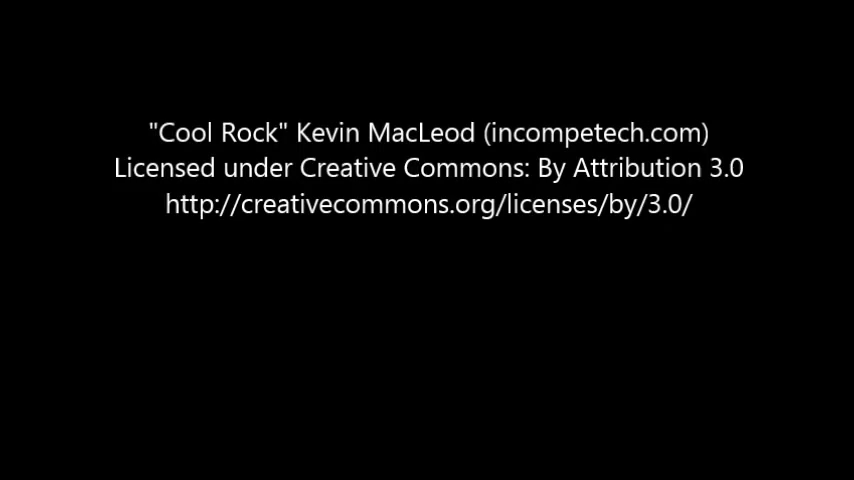 "Cool Rock" Kevin MacLeod (incompetech.com)
Licensed under Creative Commons: By Attribution 3.0
http://creativecommons.org/licenses/by/3.0/